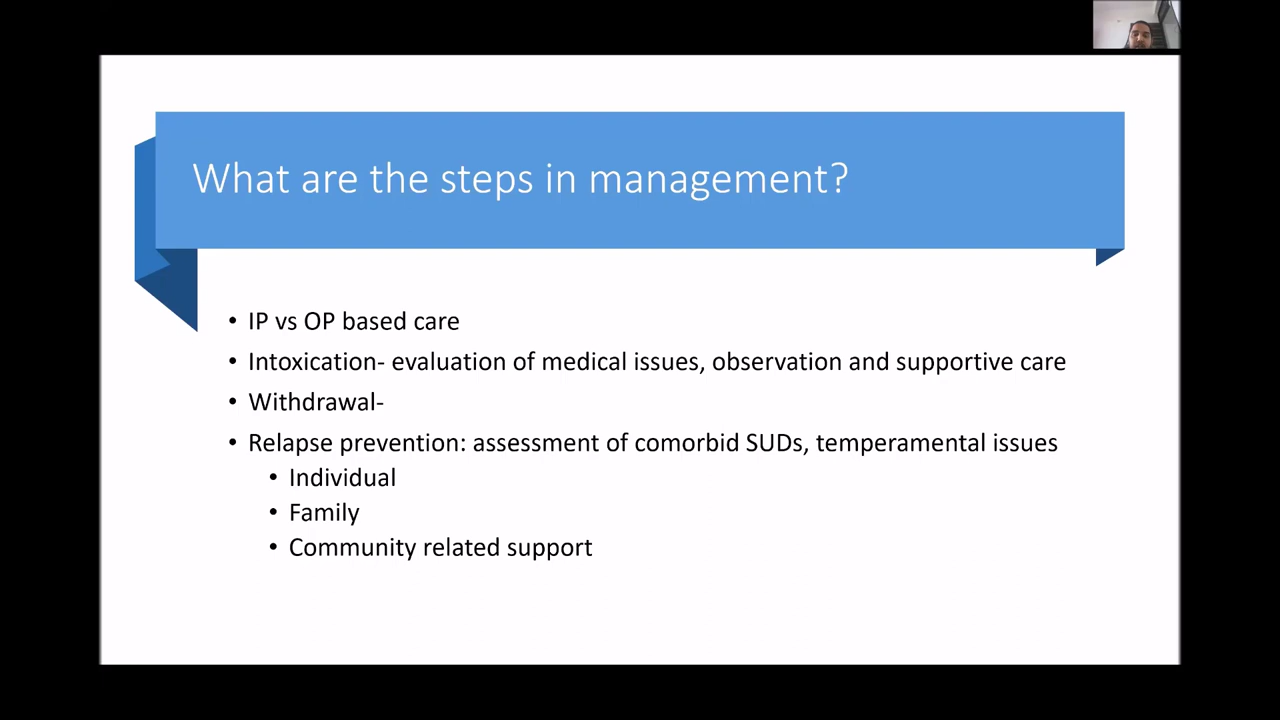 What are the steps in management?
• IP vs OP based care
• Intoxication- evaluation of medical issues, observation and supportive care
• Withdrawal-
• Relapse prevention: assessment of comorbid SUDs, temperamental issues
• Individual
• Family
• Community related support